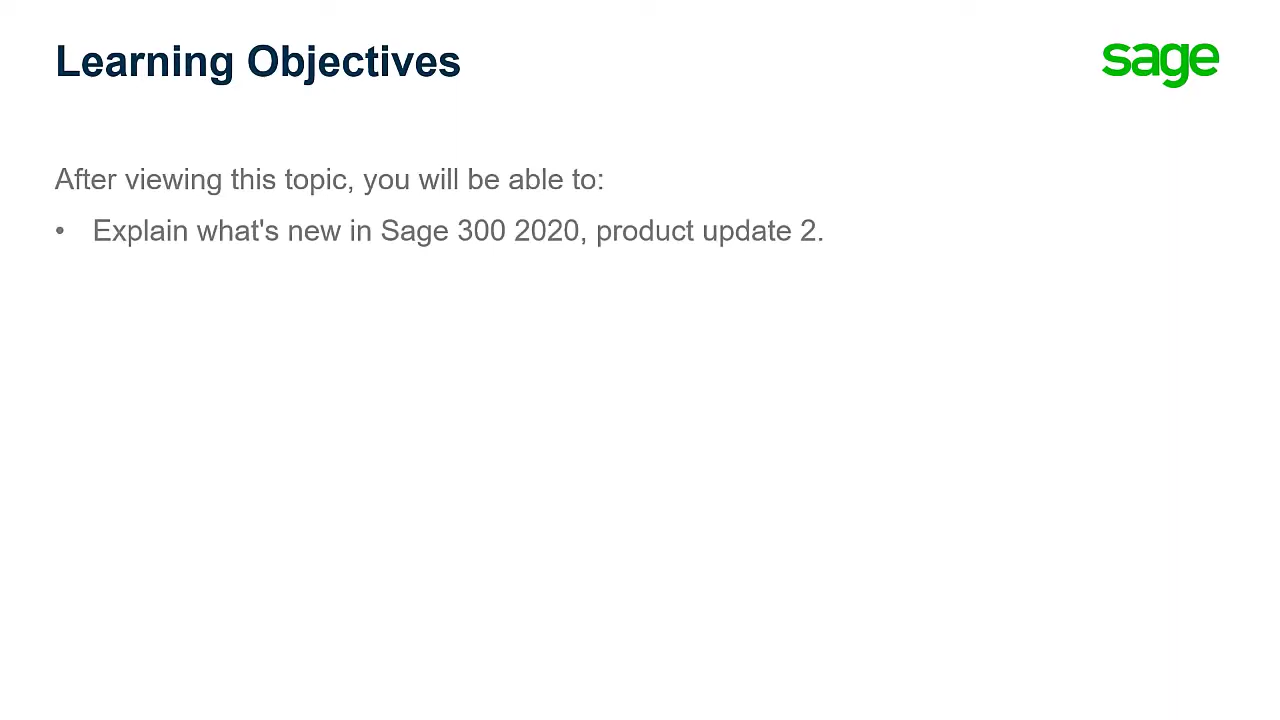 Learning Objectives
sage
After viewing this topic, you will be able to:
• Explain what's new in Sage 300 2020, product update 2.